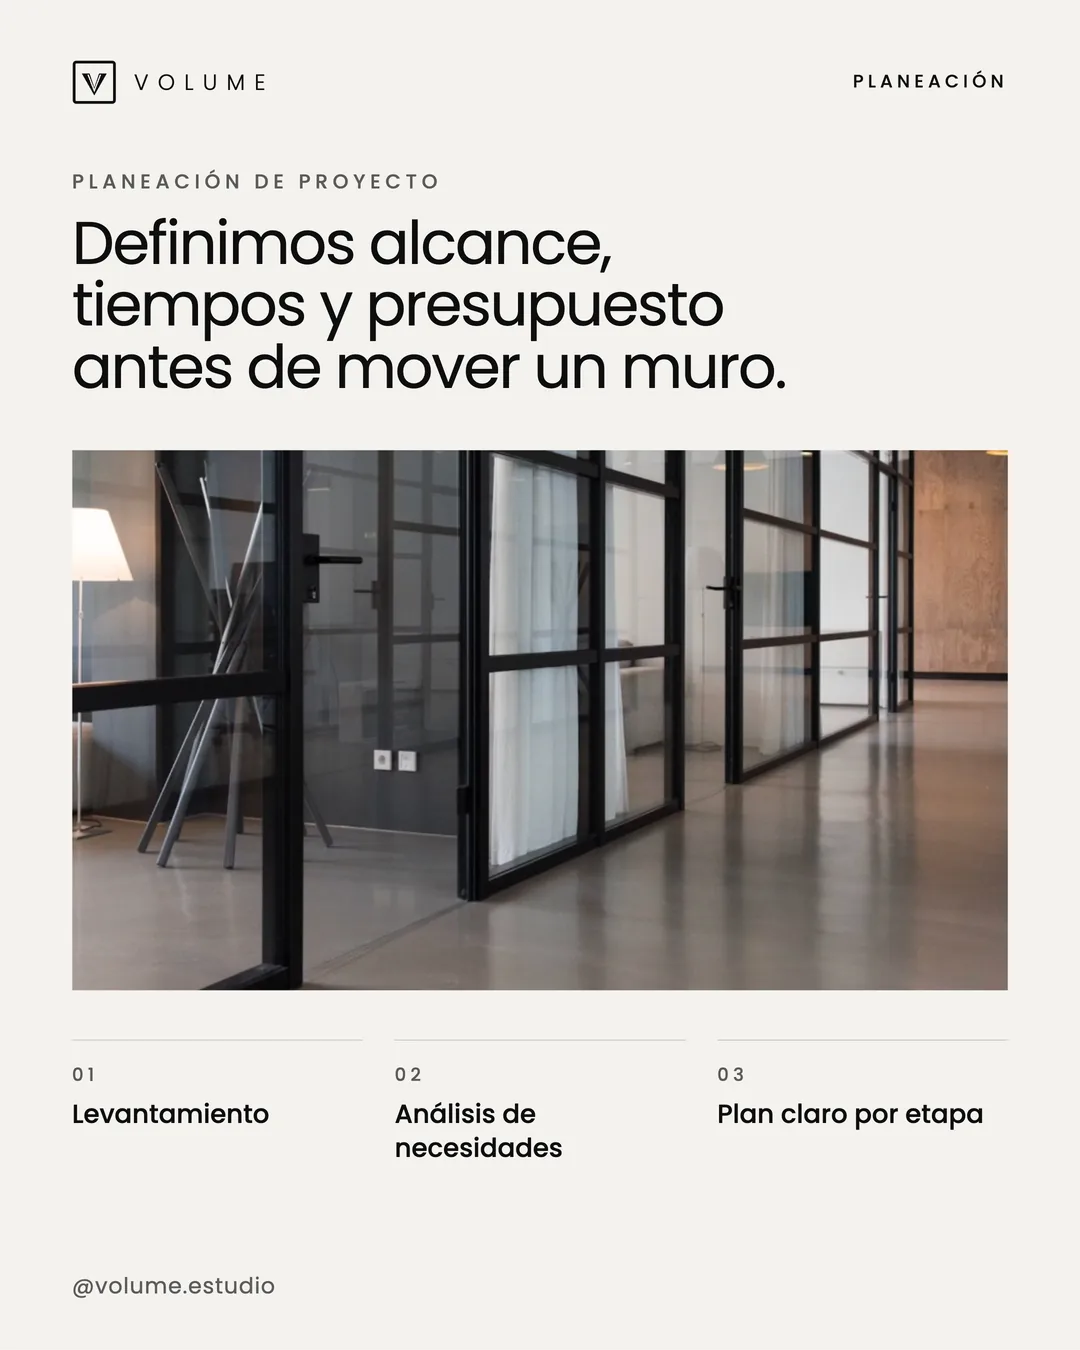 V VOLUME
PLANEACIÓN
PLANEACIÓN DE PROYECTO
Definimos alcance,
tiempos y presupuesto
antes de mover un muro.
01
Levantamiento
02
Análisis de
necesidades
03
Plan claro por etapa
@volume.estudio